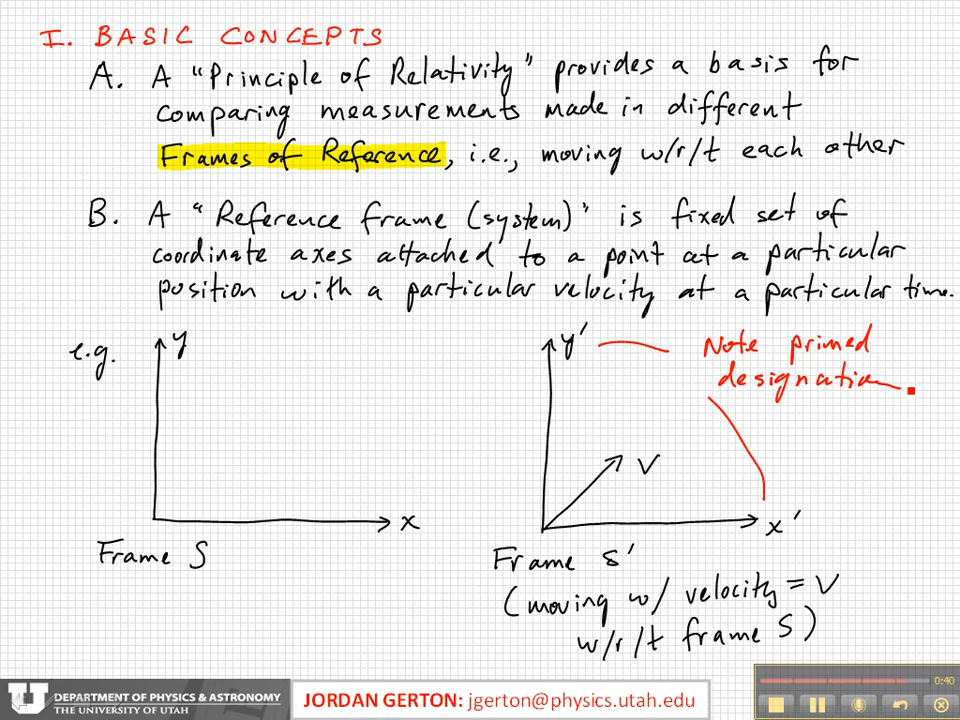 I. BASIC CONCEPTS
A. A "Principle of Relativity" provides a basis for
comparing measurements made in different
Frames of Reference, i.e., moving w/r/t each other
B. A "Reference frame (system)" is fixed set of
coordinate axes attached to a point at a particular
position with a particular velocity at a particular time.
e.g.
y
x
Frame S
y′
Note primed
designation
V
x′
Frame S′
(moving w/ velocity = V
w/r/t frame S)
DEPARTMENT OF PHYSICS & ASTRONOMY
THE UNIVERSITY OF UTAH
JORDAN GERTON: jgerton@physics.utah.edu
0:40